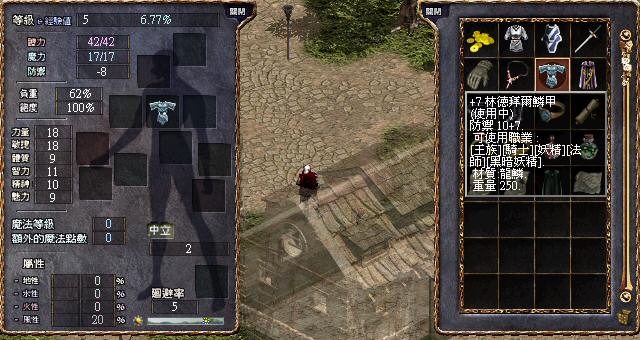 關閉
等級 & 經驗值 5 6.77%
體力 42/42
魔力 17/17
防禦 -8
負重 62%
飽度 100%
力量 18
敏捷 18
體質 9
智力 11
精神 10
魅力 9
魔法等級 0
額外的魔法點數 0
中立
2
屬性
地性 0 %
水性 0 %
火性 0 %
風性 20 %
迴避率
5
關閉
+7 林德拜爾鱗甲
(使用中)
防禦 10+7
可使用職業 :
[王族][騎士][妖精][法
師][黑暗妖精].
材質:龍鱗
重量 250.